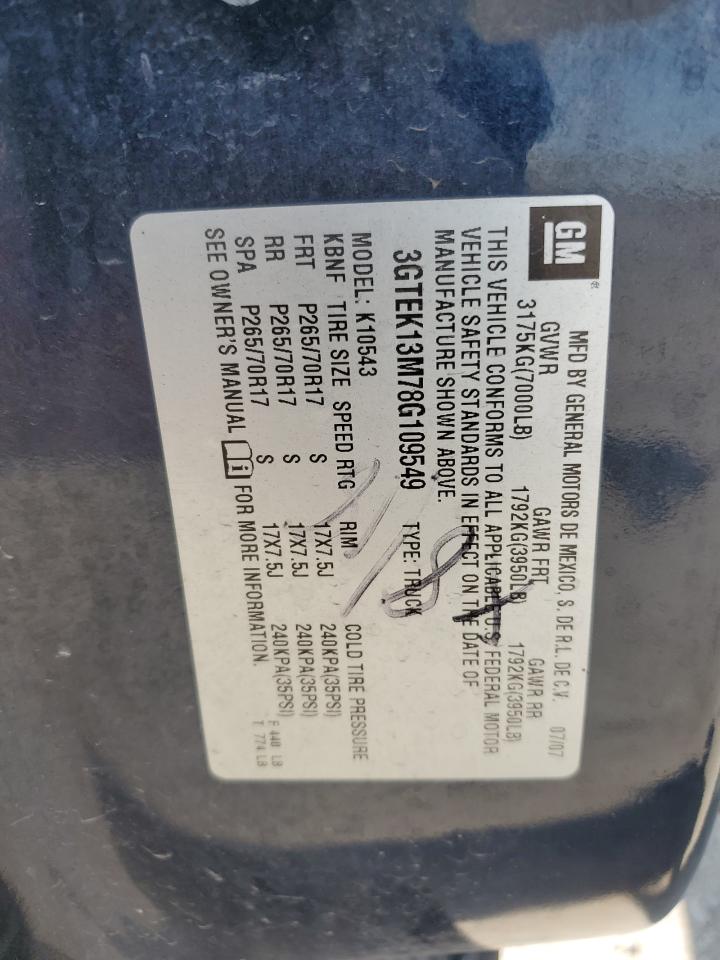 GM
MFD BY GENERAL MOTORS DE MEXICO, S. DE R.L. DE C.V. 07/07
GVWR GAWR FRT GAWR RR
3175KG(7000LB) 1792KG(3950LB) 1792KG(3950LB)
THIS VEHICLE CONFORMS TO ALL APPLICABLE U.S. FEDERAL MOTOR
VEHICLE SAFETY STANDARDS IN EFFECT ON THE DATE OF
MANUFACTURE SHOWN ABOVE.
3GTEK13M78G109549 TYPE: TRUCK
MODEL: K10543
KBNF TIRE SIZE SPEED RTG RIM COLD TIRE PRESSURE
FRT P265/70R17 S 17X7.5J 240KPA(35PSI)
RR P265/70R17 S 17X7.5J 240KPA(35PSI)
SPA P265/70R17 S 17X7.5J 240KPA(35PSI)
SEE OWNER'S MANUAL FOR MORE INFORMATION.
F 448 LB
T 774 LB